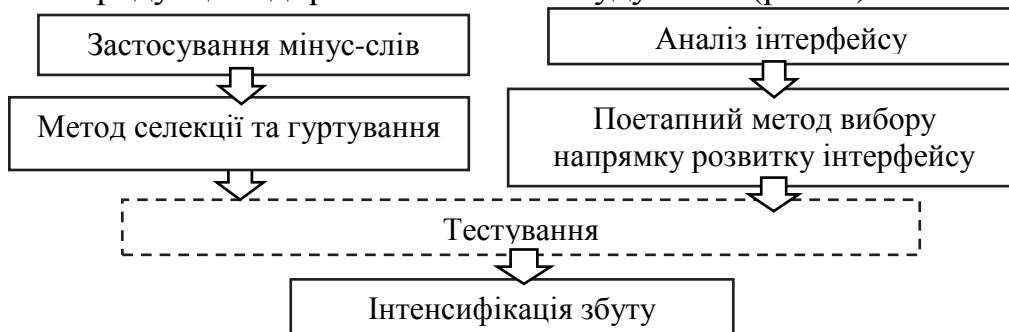 Застосування мінус-слів
Аналіз інтерфейсу
Метод селекції та гуртування
Поетапний метод вибору
напрямку розвитку інтерфейсу
Тестування
Інтенсифікація збуту